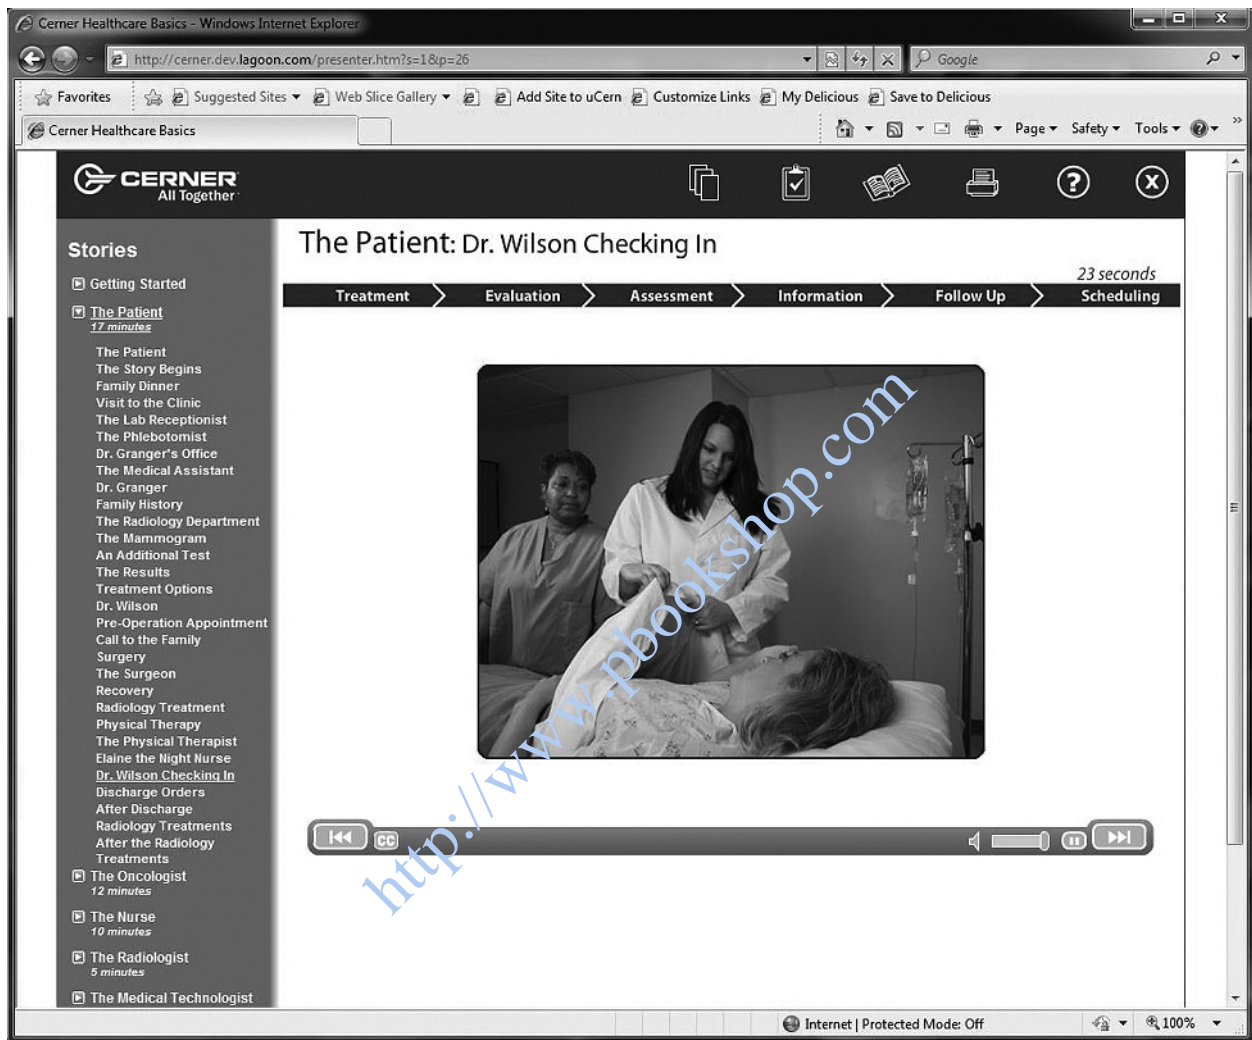 Cerner Healthcare Basics - Windows Internet Explorer
http://cerner.dev.lagoon.com/presenter.htm?s=1&p=26
Google
Favorites Suggested Sites Web Slice Gallery Add Site to uCern Customize Links My Delicious Save to Delicious
Cerner Healthcare Basics Page Safety Tools »
CERNER
All Together
Stories
Getting Started
The Patient
17 minutes
The Patient
The Story Begins
Family Dinner
Visit to the Clinic
The Lab Receptionist
The Phlebotomist
Dr. Granger's Office
The Medical Assistant
Dr. Granger
Family History
The Radiology Department
The Mammogram
An Additional Test
The Results
Treatment Options
Dr. Wilson
Pre-Operation Appointment
Call to the Family
Surgery
The Surgeon
Recovery
Radiology Treatment
Physical Therapy
The Physical Therapist
Elaine the Night Nurse
Dr. Wilson Checking In
Discharge Orders
After Discharge
Radiology Treatments
After the Radiology
Treatments
The Oncologist
12 minutes
The Nurse
10 minutes
The Radiologist
5 minutes
The Medical Technologist
The Patient: Dr. Wilson Checking In
23 seconds
Treatment Evaluation Assessment Information Follow Up Scheduling
CC
http://www.pbookshop.com
Internet | Protected Mode: Off 100%